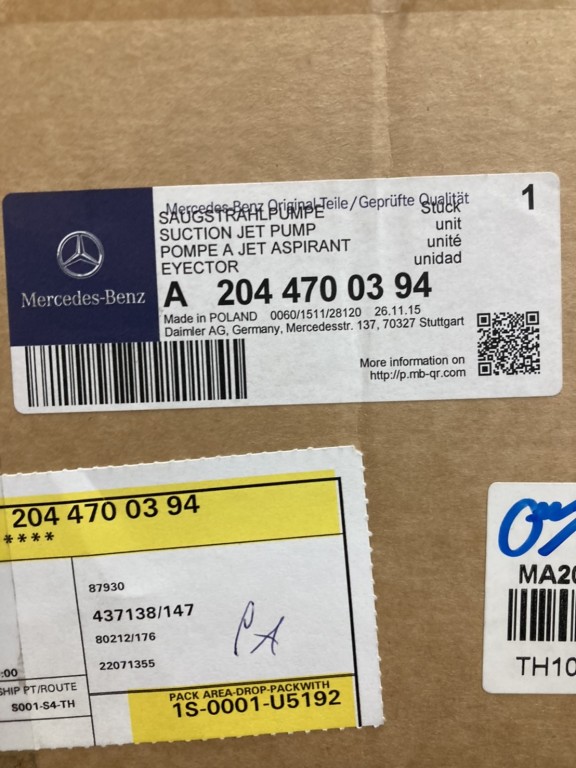 Mercedes-Benz Original-Teile/Geprüfte Qualität
1
SAUGSTRAHLPUMPE Stück
SUCTION JET PUMP unit
POMPE A JET ASPIRANT unité
EYECTOR unidad
Mercedes-Benz
A 204 470 03 94
Made in POLAND 0060/1511/28120 26.11.15
Daimler AG, Germany, Mercedesstr. 137, 70327 Stuttgart
More information on
http://p.mb-qr.com
204 470 03 94
****
87930
437138/147
80212/176
22071355
PA
:00
SHIP PT/ROUTE
S001-S4-TH
PACK AREA-DROP-PACKWITH
1S-0001-U5192
MA20
TH10